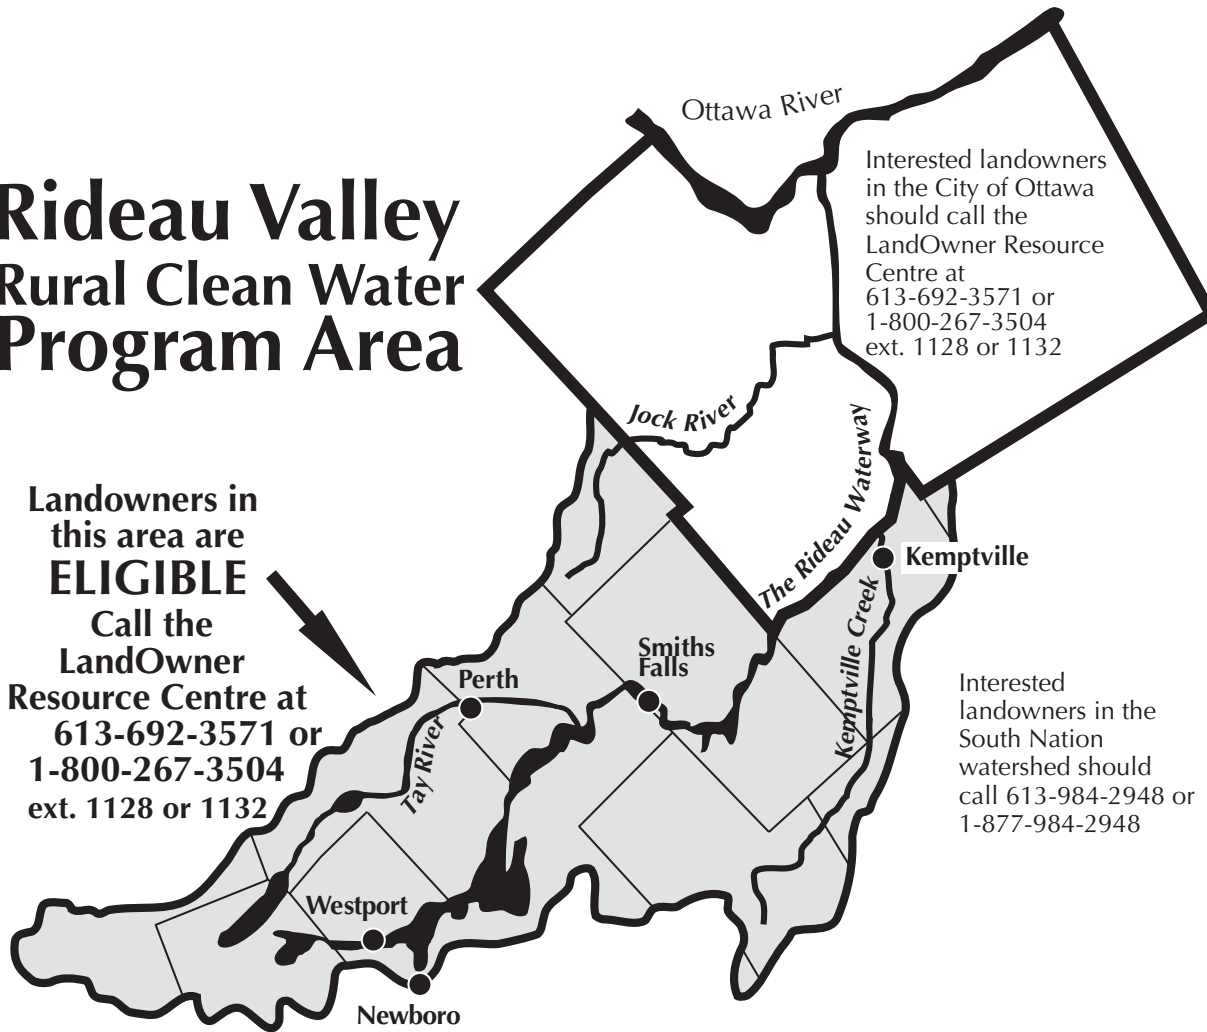 Rideau Valley
Rural Clean Water
Program Area
Ottawa River
Interested landowners
in the City of Ottawa
should call the
LandOwner Resource
Centre at
613-692-3571 or
1-800-267-3504
ext. 1128 or 1132
Jock River
The Rideau Waterway
Landowners in
this area are
ELIGIBLE
Call the
LandOwner
Resource Centre at
613-692-3571 or
1-800-267-3504
ext. 1128 or 1132
Kemptville
Kemptville Creek
Smiths
Falls
Perth
Tay River
Interested
landowners in the
South Nation
watershed should
call 613-984-2948 or
1-877-984-2948
Westport
Newboro